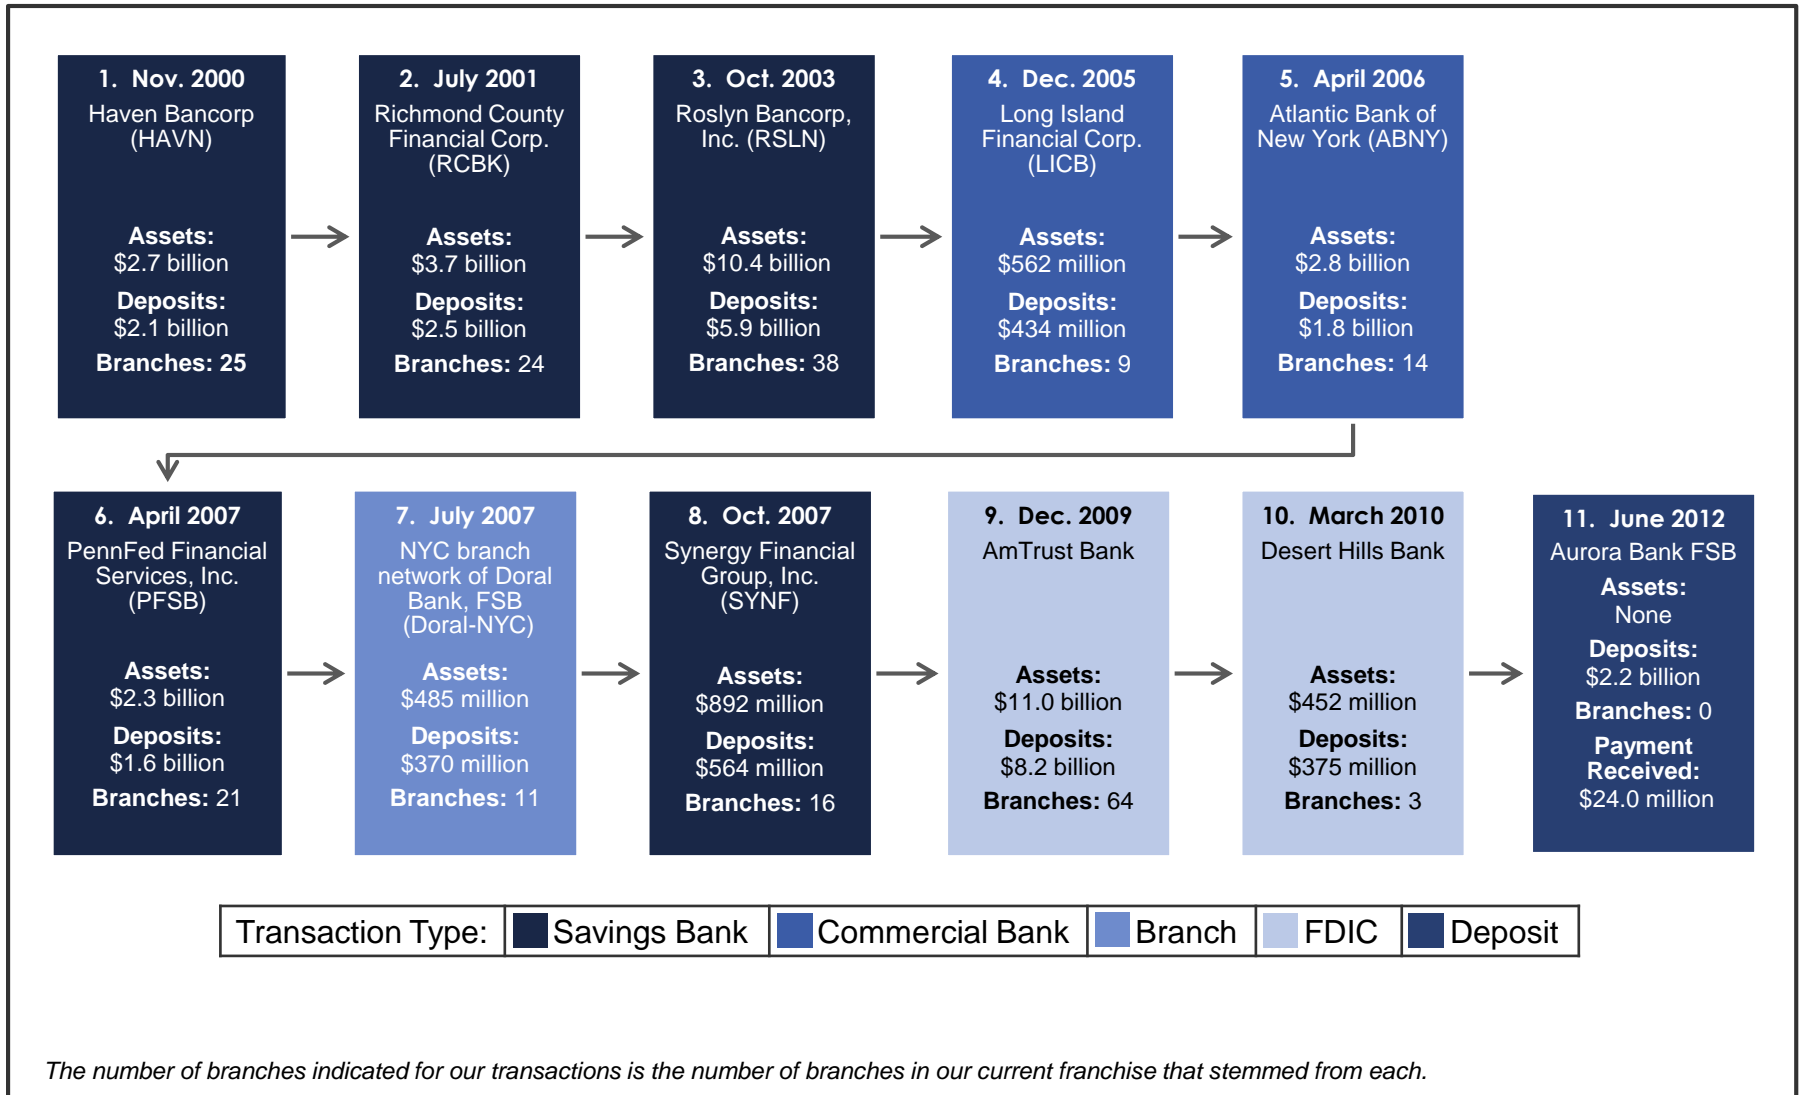 1. Nov. 2000
Haven Bancorp
(HAVN)
Assets:
$2.7 billion
Deposits:
$2.1 billion
Branches: 25
2. July 2001
Richmond County
Financial Corp.
(RCBK)
Assets:
$3.7 billion
Deposits:
$2.5 billion
Branches: 24
3. Oct. 2003
Roslyn Bancorp,
Inc. (RSLN)
Assets:
$10.4 billion
Deposits:
$5.9 billion
Branches: 38
4. Dec. 2005
Long Island
Financial Corp.
(LICB)
Assets:
$562 million
Deposits:
$434 million
Branches: 9
5. April 2006
Atlantic Bank of
New York (ABNY)
Assets:
$2.8 billion
Deposits:
$1.8 billion
Branches: 14
6. April 2007
PennFed Financial
Services, Inc.
(PFSB)
Assets:
$2.3 billion
Deposits:
$1.6 billion
Branches: 21
7. July 2007
NYC branch
network of Doral
Bank, FSB
(Doral-NYC)
Assets:
$485 million
Deposits:
$370 million
Branches: 11
8. Oct. 2007
Synergy Financial
Group, Inc.
(SYNF)
Assets:
$892 million
Deposits:
$564 million
Branches: 16
9. Dec. 2009
AmTrust Bank
Assets:
$11.0 billion
Deposits:
$8.2 billion
Branches: 64
10. March 2010
Desert Hills Bank
Assets:
$452 million
Deposits:
$375 million
Branches: 3
11. June 2012
Aurora Bank FSB
Assets:
None
Deposits:
$2.2 billion
Branches: 0
Payment
Received:
$24.0 million
Transaction Type: Savings Bank Commercial Bank Branch FDIC Deposit
The number of branches indicated for our transactions is the number of branches in our current franchise that stemmed from each.